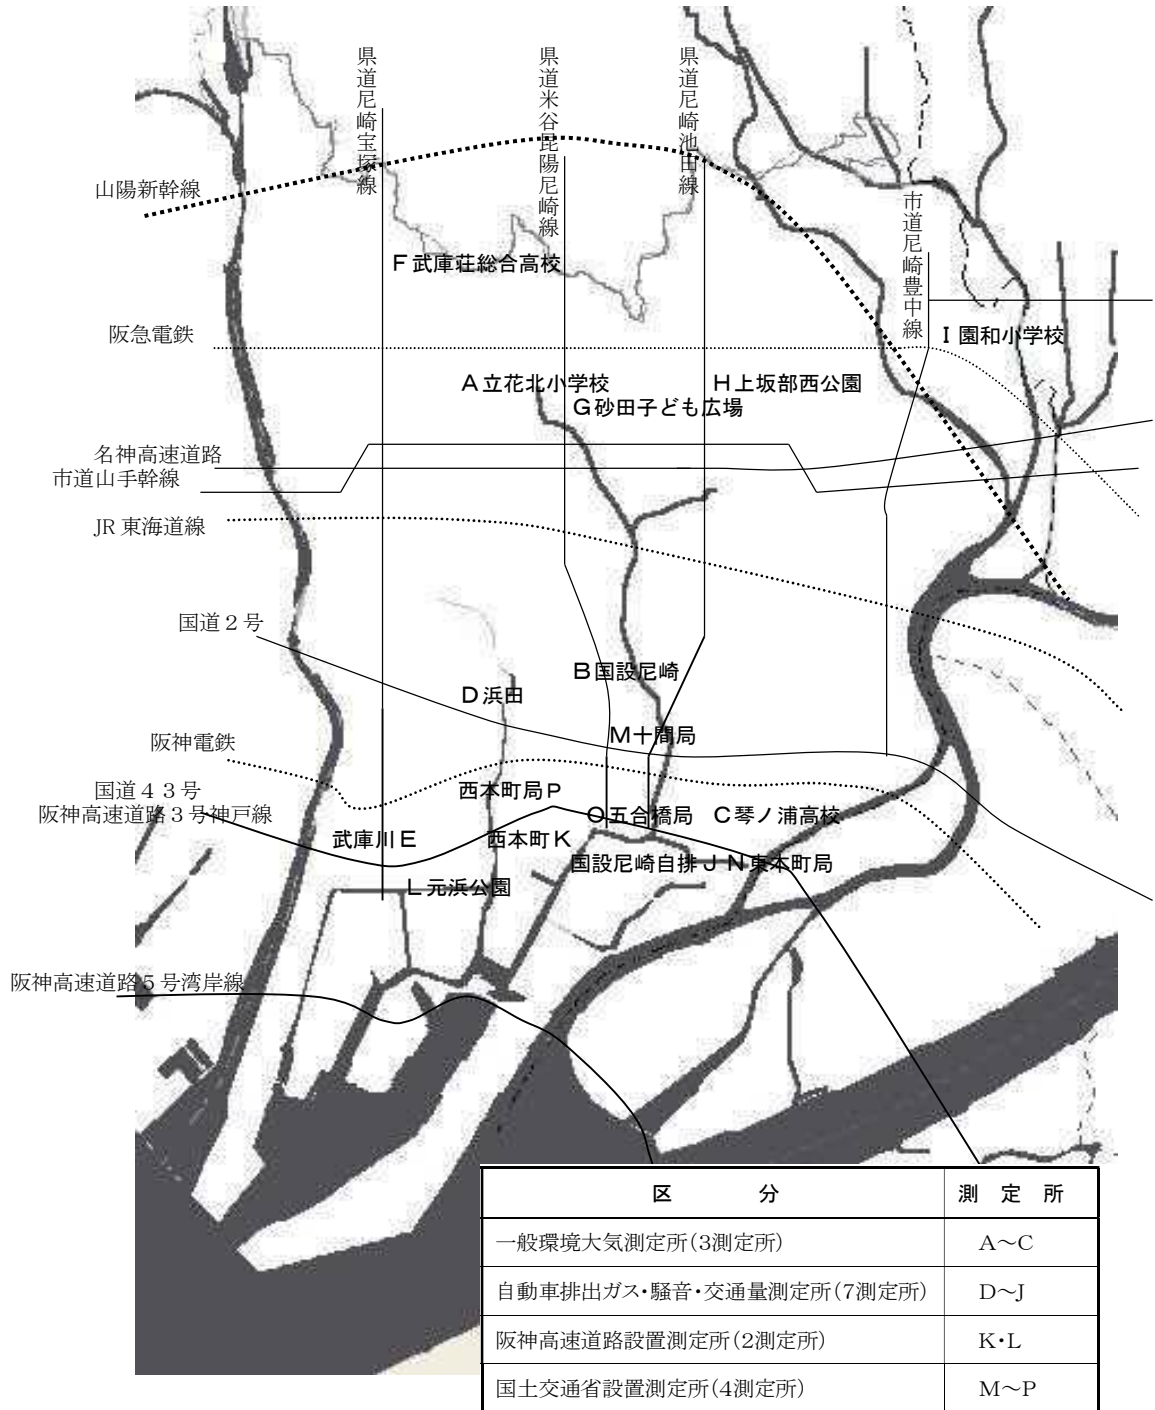 県道尼崎宝塚線
県道米谷昆陽尼崎線
県道尼崎池田線
山陽新幹線
市道尼崎豊中線
F武庫荘総合高校
阪急電鉄
I園和小学校
A立花北小学校
H上坂部西公園
G砂田子ども広場
名神高速道路
市道山手幹線
JR東海道線
国道2号
B国設尼崎
D浜田
M十間局
阪神電鉄
国道43号
西本町局P
阪神高速道路3号神戸線
O五合橋局
C琴ノ浦高校
武庫川E
西本町K
国設尼崎自排J
N東本町局
L元浜公園
阪神高速道路5号湾岸線
区 分 測 定 所
一般環境大気測定所(3測定所) A～C
自動車排出ガス・騒音・交通量測定所(7測定所) D～J
阪神高速道路設置測定所(2測定所) K・L
国土交通省設置測定所(4測定所) M～P